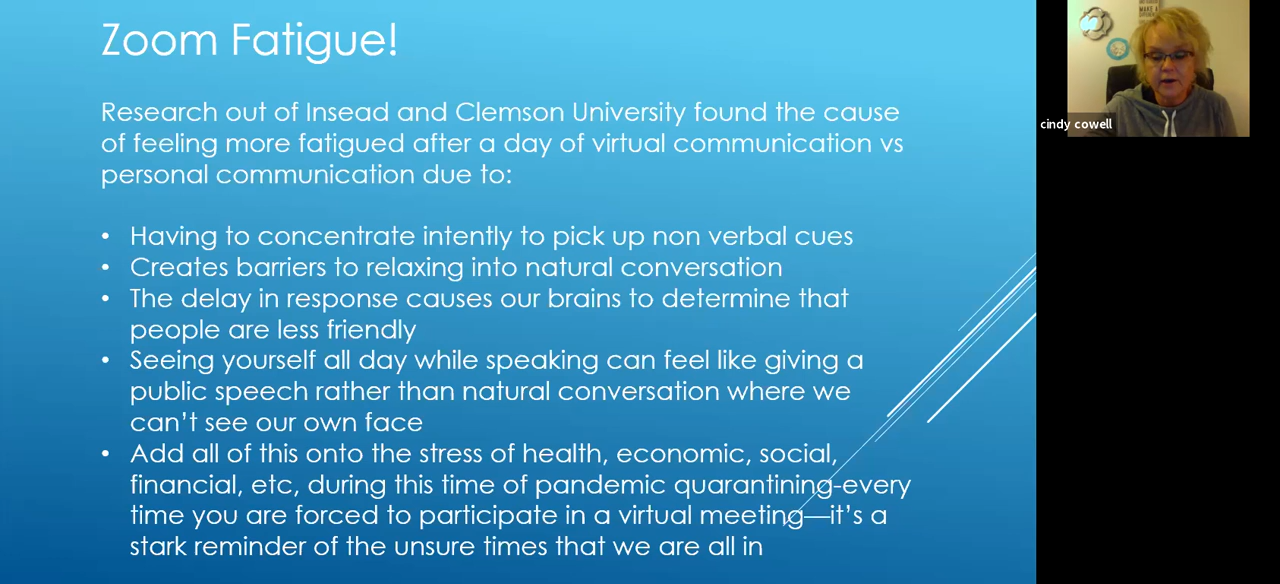 Zoom Fatigue!
Research out of Insead and Clemson University found the cause
of feeling more fatigued after a day of virtual communication vs
personal communication due to:
• Having to concentrate intently to pick up non verbal cues
• Creates barriers to relaxing into natural conversation
• The delay in response causes our brains to determine that
people are less friendly
• Seeing yourself all day while speaking can feel like giving a
public speech rather than natural conversation where we
can't see our own face
• Add all of this onto the stress of health, economic, social,
financial, etc, during this time of pandemic quarantining-every
time you are forced to participate in a virtual meeting—it's a
stark reminder of the unsure times that we are all in
cindy cowell